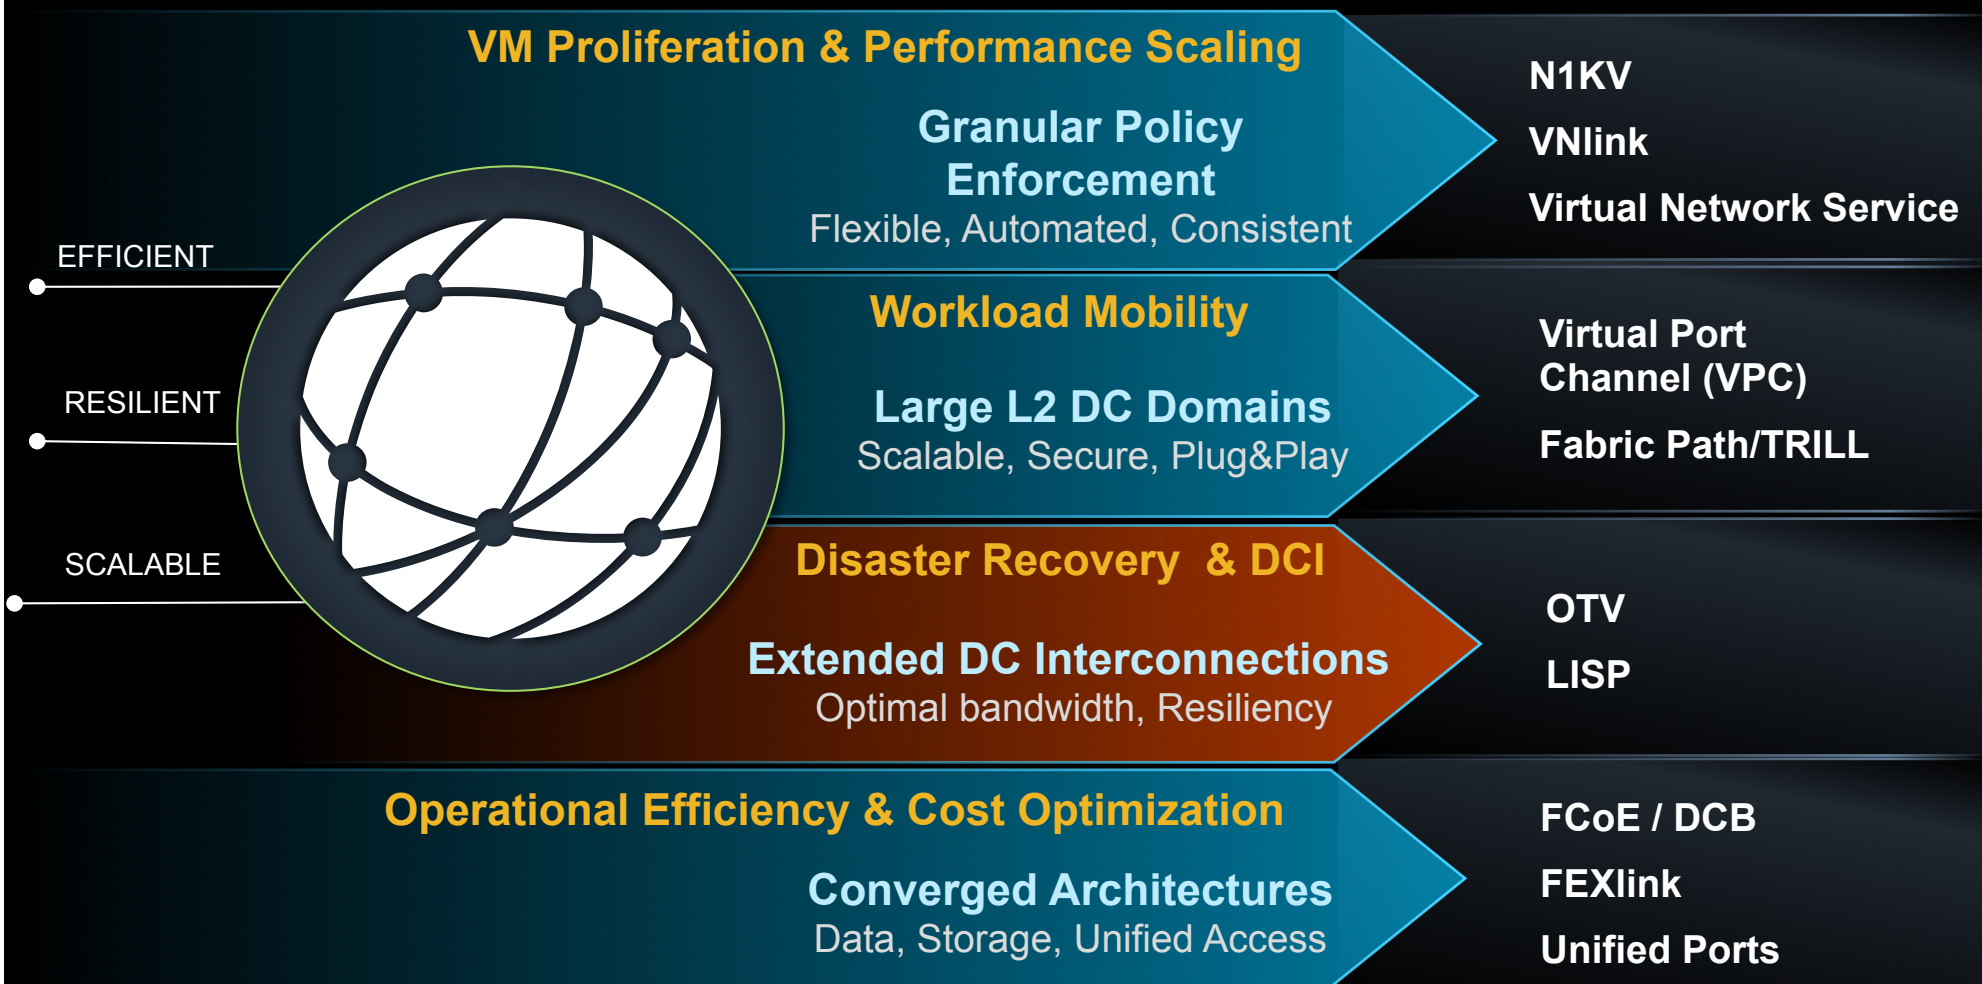 VM Proliferation & Performance Scaling
Granular Policy
Enforcement
Flexible, Automated, Consistent
N1KV
VNlink
Virtual Network Service
EFFICIENT
RESILIENT
SCALABLE
Workload Mobility
Large L2 DC Domains
Scalable, Secure, Plug&Play
Virtual Port
Channel (VPC)
Fabric Path/TRILL
Disaster Recovery & DCI
Extended DC Interconnections
Optimal bandwidth, Resiliency
OTV
LISP
Operational Efficiency & Cost Optimization
Converged Architectures
Data, Storage, Unified Access
FCoE / DCB
FEXlink
Unified Ports